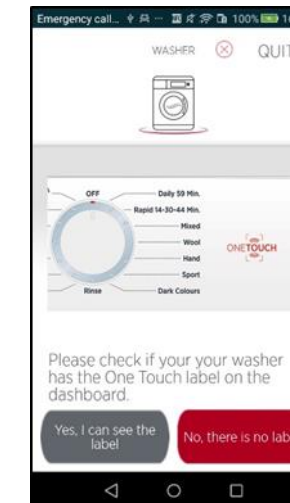 Emergency call... 100% 16
WASHER QUIT
OFF
Daily 59 Min.
Rapid 14-30-44 Min.
Mixed
Wool
Hand
Sport
Rinse Dark Colours
ONETOUCH
Please check if your your washer
has the One Touch label on the
dashboard.
Yes, I can see the
label
No, there is no lab